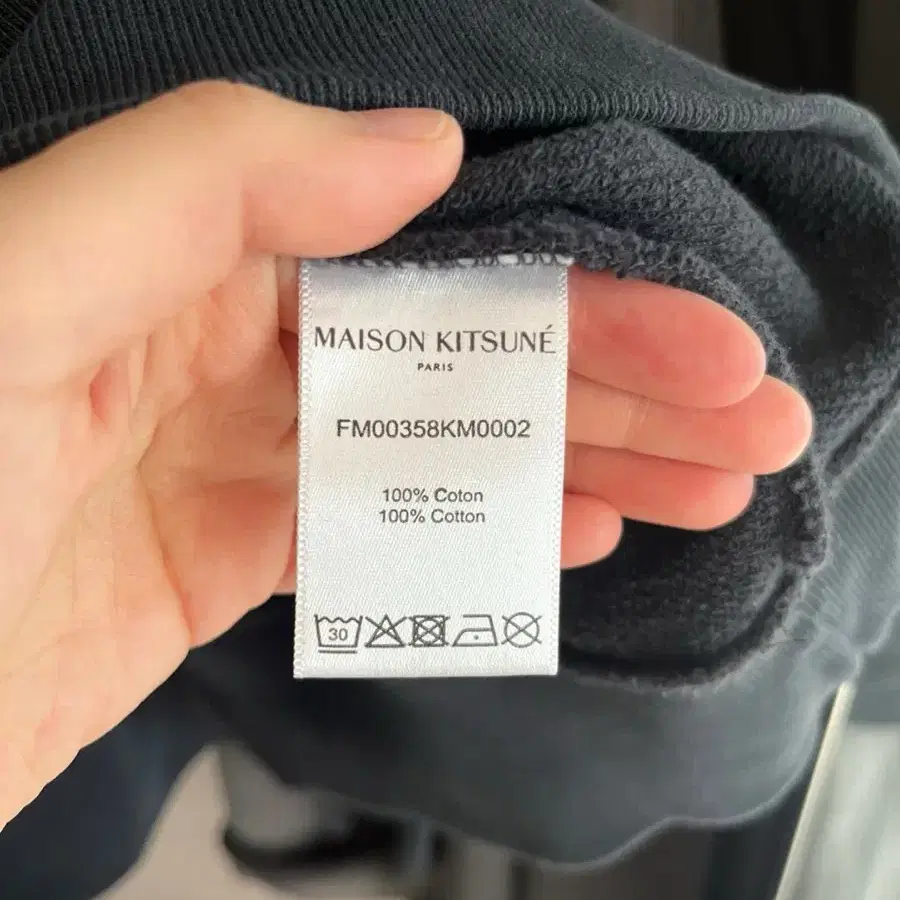 MAISON KITSUNÉ
PARIS
FM00358KM0002
100% Coton
100% Cotton
30